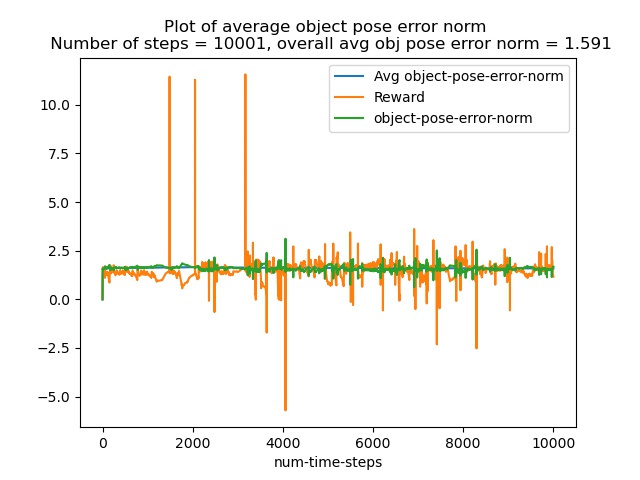 Plot of average object pose error norm
Number of steps = 10001, overall avg obj pose error norm = 1.591
Avg object-pose-error-norm
Reward
object-pose-error-norm
10.0
7.5
5.0
2.5
0.0
−2.5
−5.0
0 2000 4000 6000 8000 10000
num-time-steps